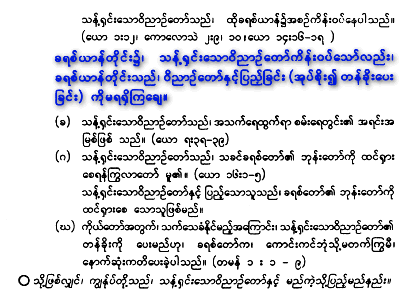 သန့်ရှင်းသောဝိညာဉ်တော်သည်၊ ထိုခရစ်ယာန်၌အစဉ်ကိန်းဝပ်နေပါသည်။
(ယော ၁း၁၂၊ ကောလောသဲ ၂း၉၊ ၁၀၊ ယော ၁၄း၁၆-၁၈ )
ခရစ်ယာန်တိုင်း၌၊ သန့်ရှင်းသောဝိညာဉ်တော်ကိန်းဝပ်သော်လည်း၊
ခရစ်ယာန်တိုင်းသည်၊ ဝိညာဉ်တော်နှင့်ပြည့်ခြင်း (အုပ်စိုး၍ တန်ခိုးပေး
ခြင်း) ကိုမရရှိကြချေ။
(ခ) သန့်ရှင်းသောဝိညာဉ်တော်သည်၊ အသက်ရေထွက်ရာ စမ်းရေတွင်း၏ အရင်းအ
မြစ်ဖြစ် သည်။ (ယော ၇း၃၇-၃၉)
(ဂ) သန့်ရှင်းသောဝိညာဉ်တော်သည်၊ သခင်ခရစ်တော်၏ ဘုန်းတော်ကို ထင်ရှား
စေရန်ကြွလာတော် မူ၏။ (ယော ၁၆း၁-၅)
သန့်ရှင်းသောဝိညာဉ်တော်နှင့် ပြည့်သောသူသည်၊ ခရစ်တော်၏ ဘုန်းတော်ကို
ထင်ရှားစေ သောသူဖြစ်မည်။
(ဃ) ကိုယ်တော်အတွက်၊ သက်သေခံနိုင်မည့်အကြောင်း၊ သန့်ရှင်းသောဝိညာဉ်တော်၏
တန်ခိုးကို ပေးမည်ဟု၊ ခရစ်တော်က၊ ကောင်းကင်ဘုံသို့မတက်ကြွမီ၊
နောက်ဆုံးကတိပေးခဲ့ပါသည်။ (တမန် ၁ : ၁ - ၉)
သို့ဖြစ်လျှင်၊ ကျွန်ုပ်တို့သည်၊ သန့်ရှင်းသောဝိညာဉ်တော်နှင့် မည်ကဲ့သို့ပြည့်မည်နည်း။